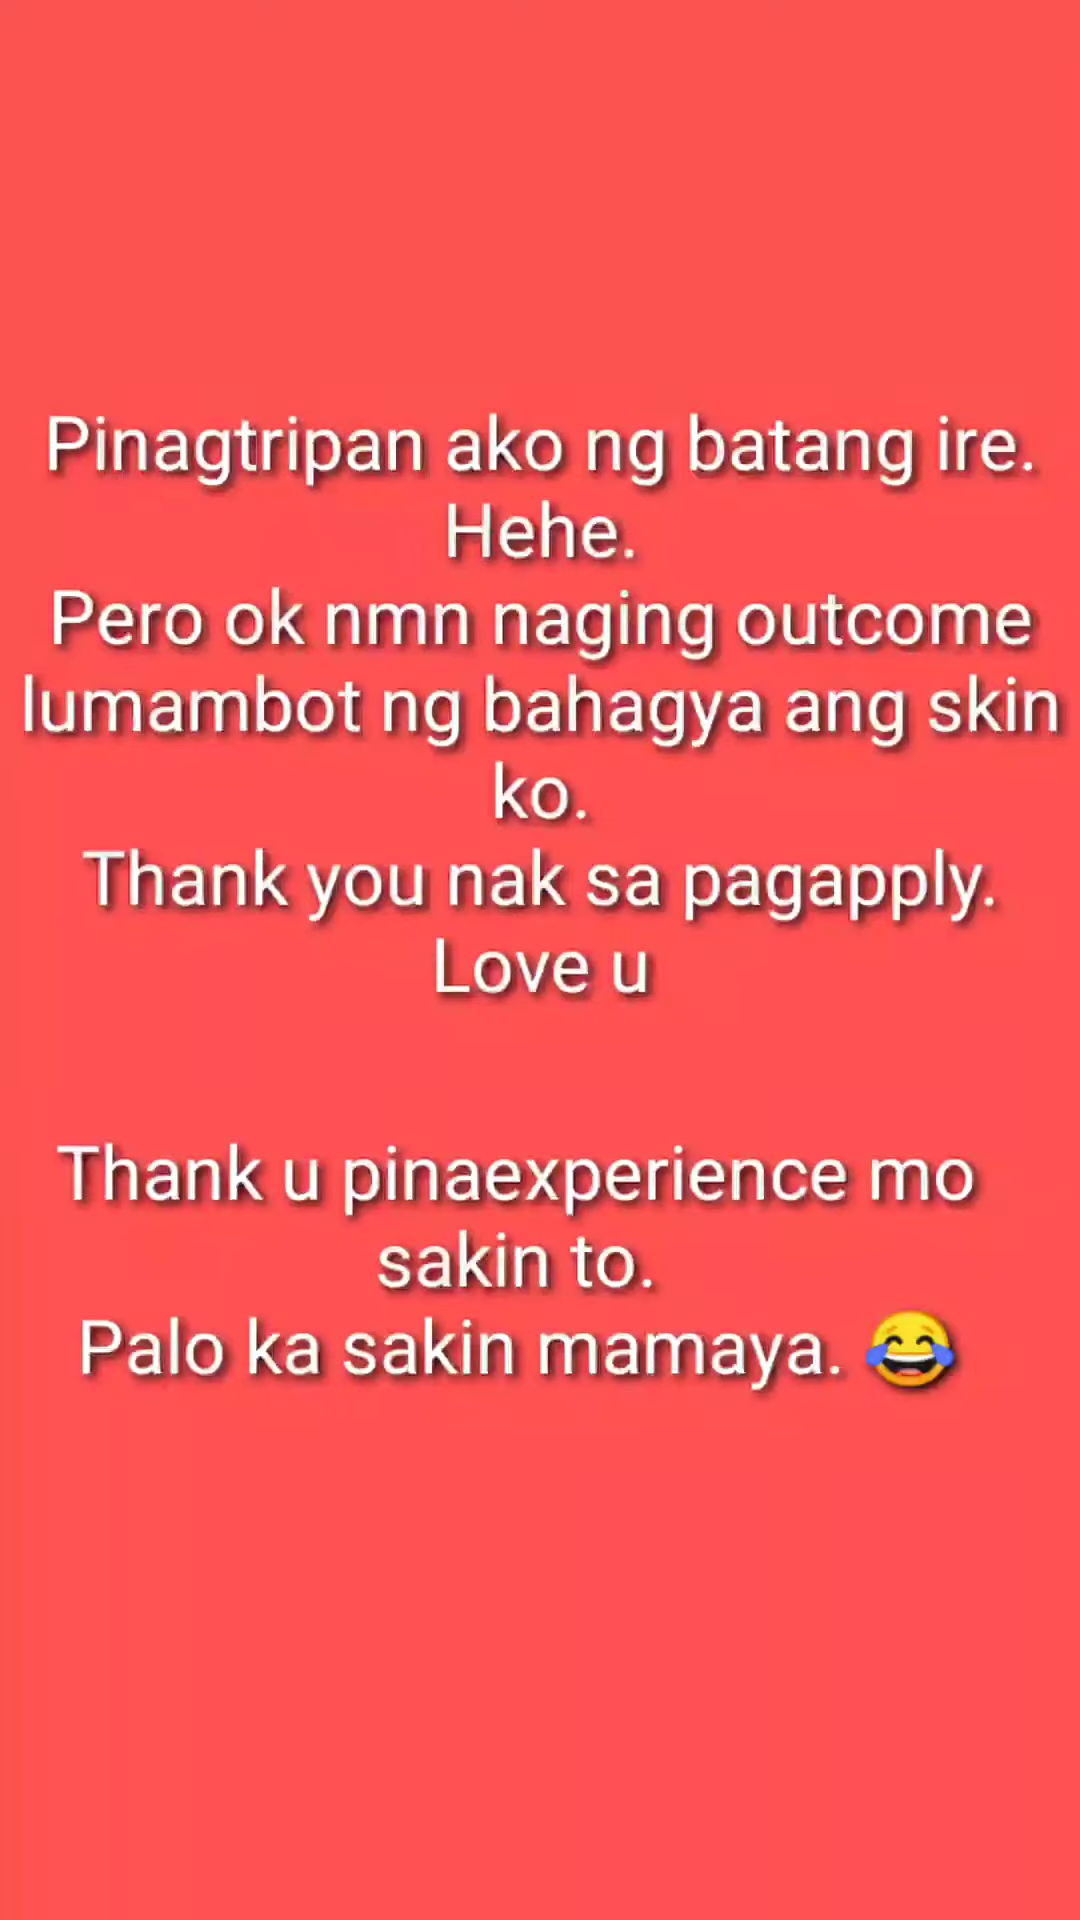 Pinagtripan ako ng batang ire.
Hehe.
Pero ok nmn naging outcome
lumambot ng bahagya ang skin
ko.
Thank you nak sa pagapply.
Love u
Thank u pinaexperience mo
sakin to.
Palo ka sakin mamaya. 😂